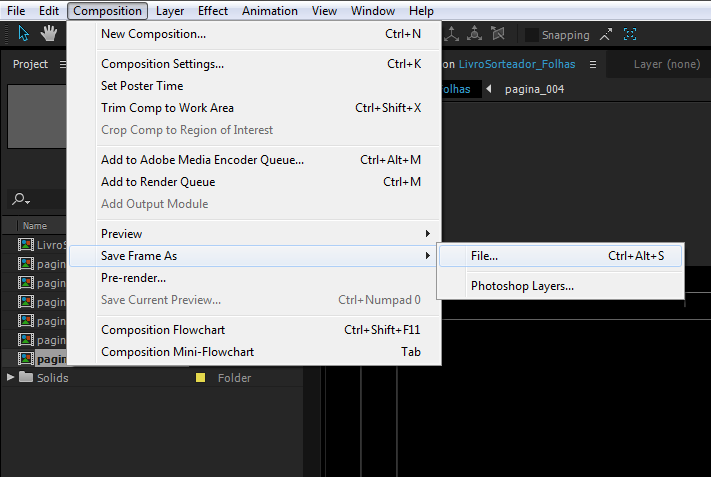 File Edit Composition Layer Effect Animation View Window Help
New Composition... Ctrl+N
Snapping
Project
Composition Settings... Ctrl+K
on LivroSorteador_Folhas
Layer (none)
Set Poster Time
olhas pagina_004
Trim Comp to Work Area Ctrl+Shift+X
Crop Comp to Region of Interest
Add to Adobe Media Encoder Queue... Ctrl+Alt+M
Add to Render Queue Ctrl+M
Add Output Module
Name
Preview
LivroS
Save Frame As
File... Ctrl+Alt+S
pagin
Pre-render...
Photoshop Layers...
pagin
Save Current Preview... Ctrl+Numpad 0
pagin
Composition Flowchart Ctrl+Shift+F11
pagin
Composition Mini-Flowchart Tab
pagin
Solids Folder